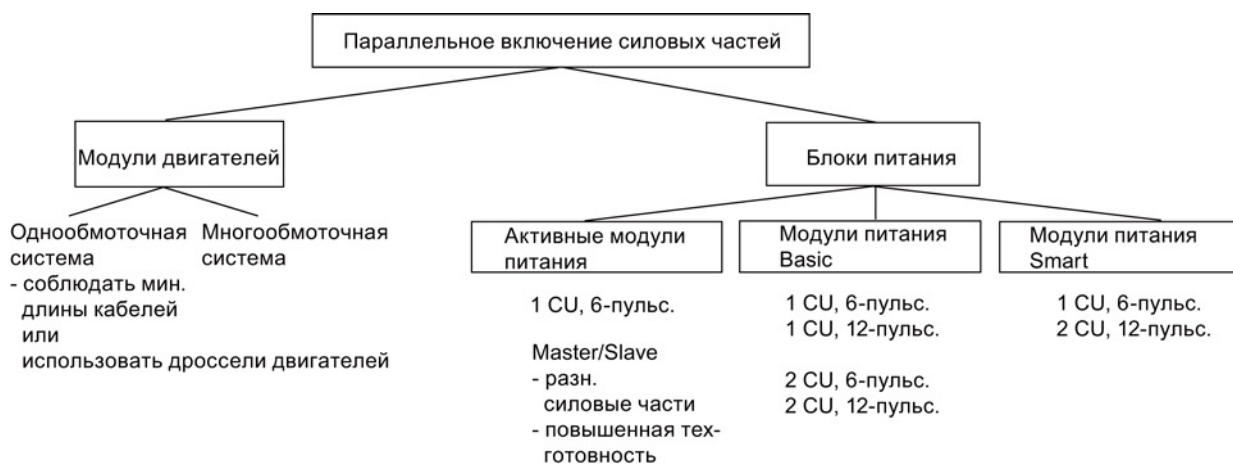 Параллельное включение силовых частей
Модули двигателей
Блоки питания
Однообмоточная
система
- соблюдать мин.
длины кабелей
или
использовать дроссели двигателей
Многообмоточная
система
Активные модули
питания
1 CU, 6-пульс.
Master/Slave
- разн.
силовые части
- повышенная тех-
готовность
Модули питания
Basic
1 CU, 6-пульс.
1 CU, 12-пульс.
2 CU, 6-пульс.
2 CU, 12-пульс.
Модули питания
Smart
1 CU, 6-пульс.
2 CU, 12-пульс.